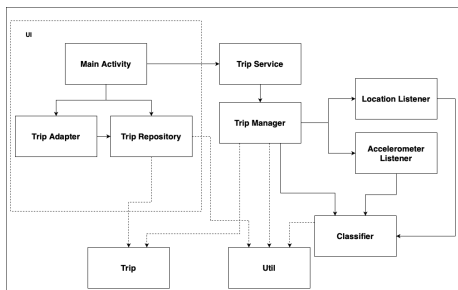 UI
Main Activity
Trip Service
Trip Adapter
Trip Repository
Trip Manager
Location Listener
Accelerometer
Listener
Classifier
Trip
Util